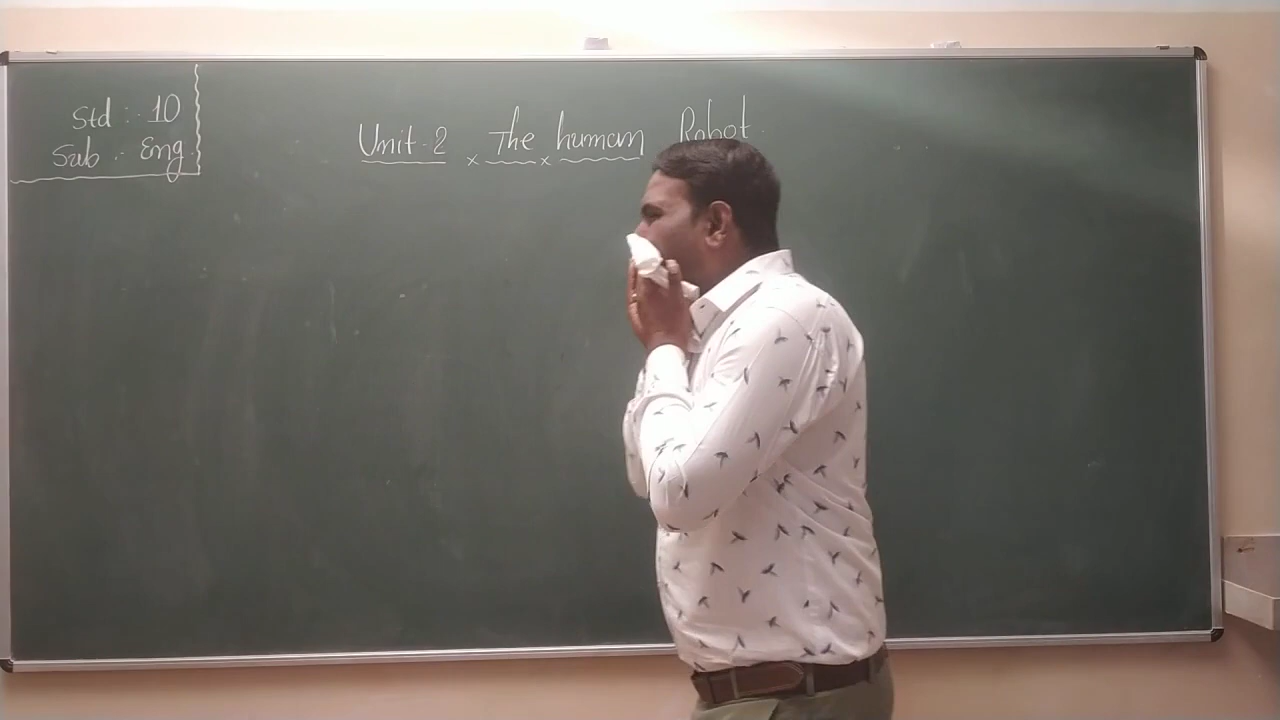 Std :- 10
Sub :- Eng.
Unit-2 The human Robot